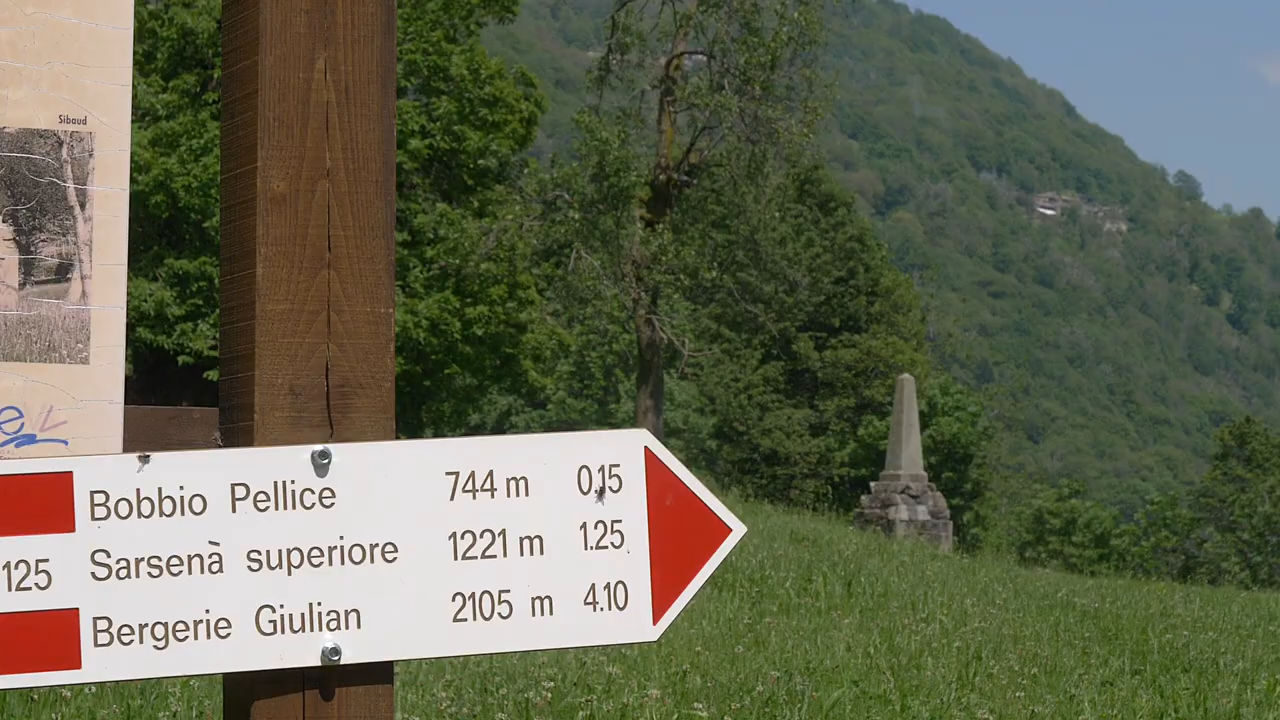 Sibaud
Bobbio Pellice 744 m 0.15
125 Sarsenà superiore 1221 m 1.25
Bergerie Giulian 2105 m 4.10